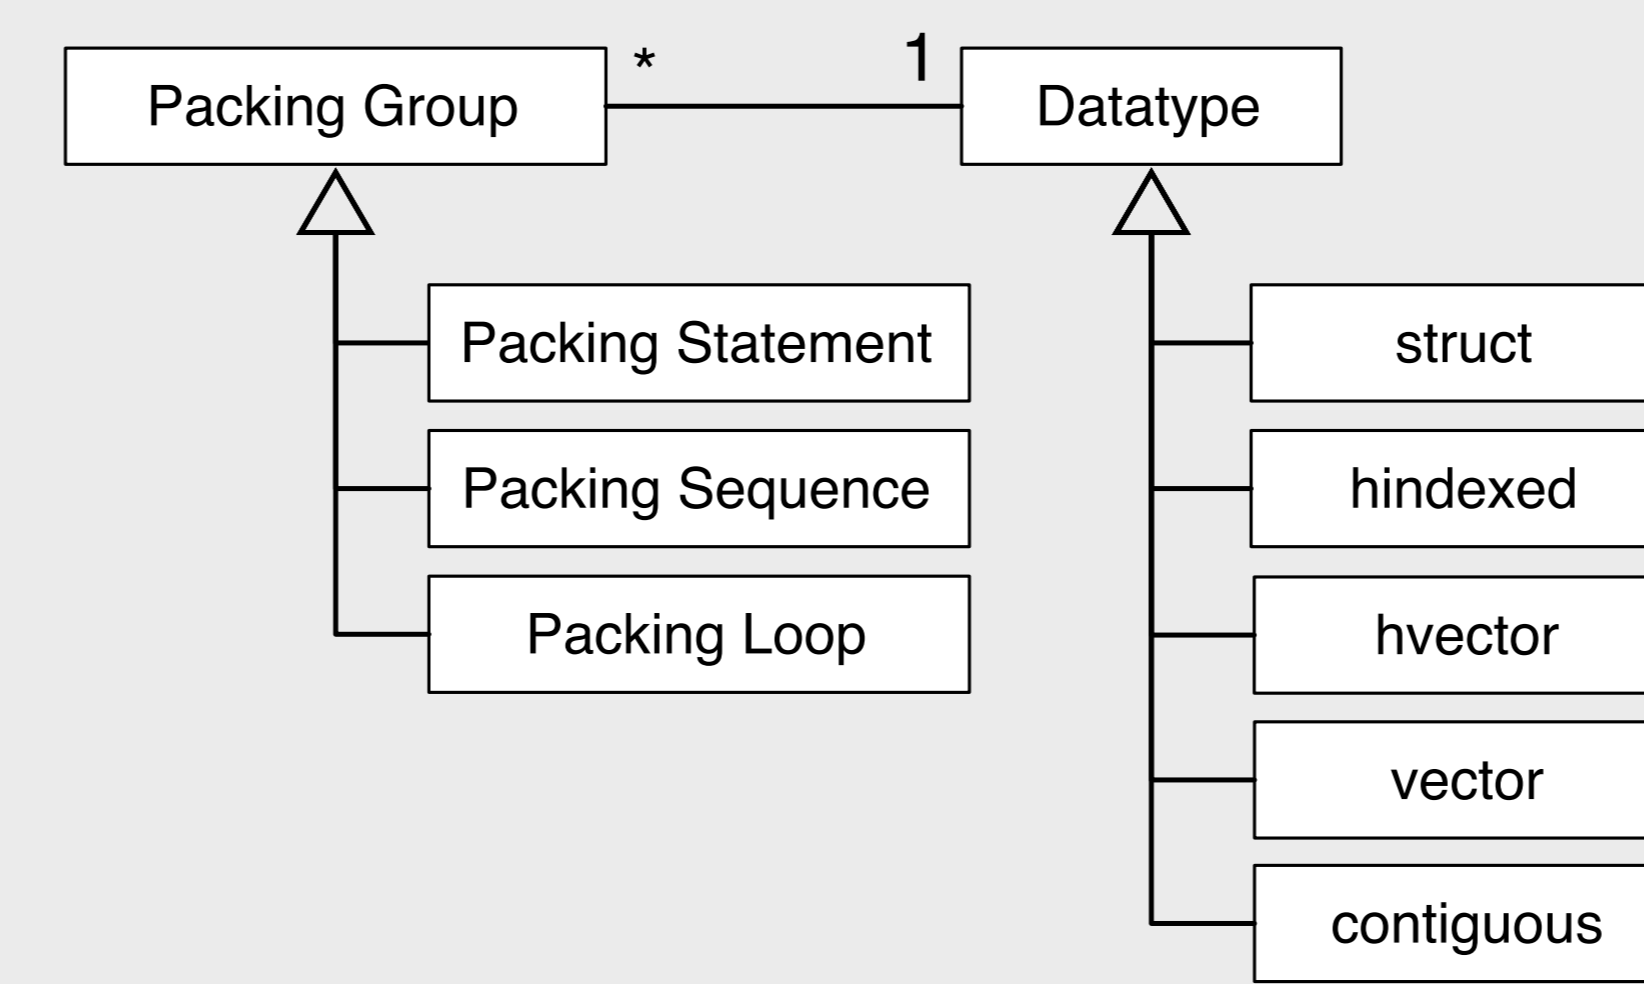 Packing Group
*
1
Datatype
Packing Statement
Packing Sequence
Packing Loop
struct
hindexed
hvector
vector
contiguous